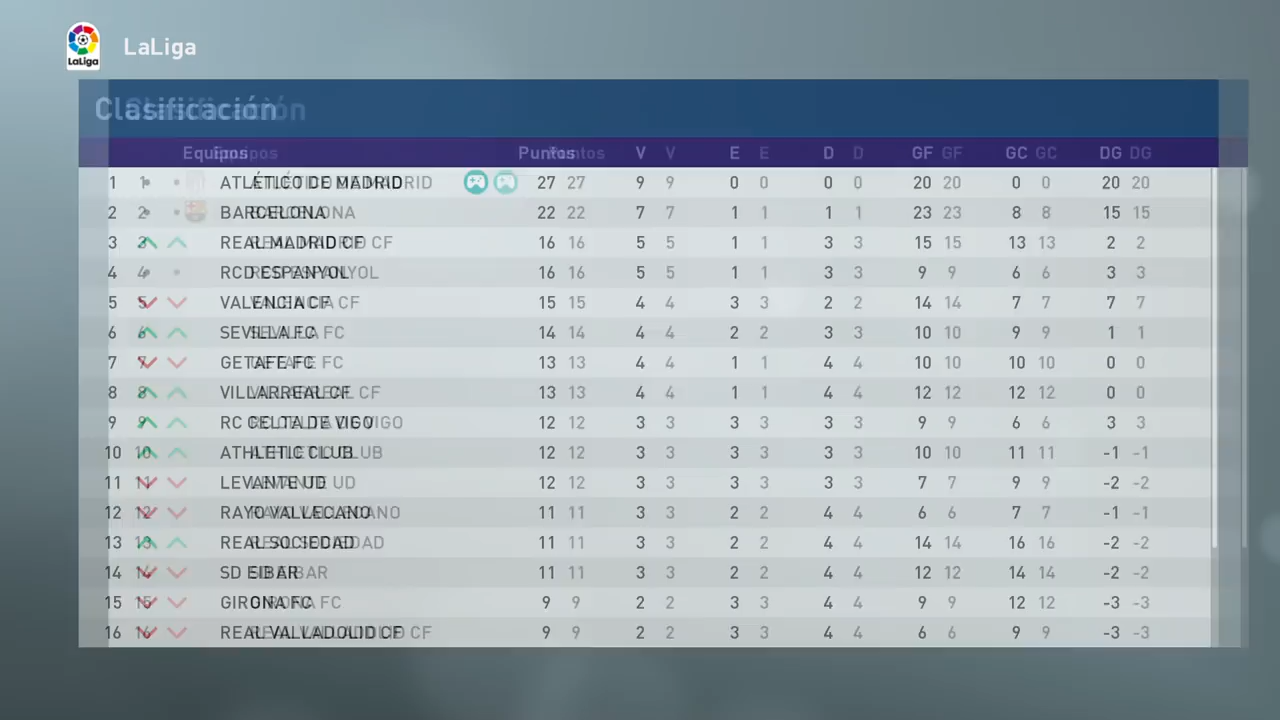 LaLiga
LaLiga
Clasificación
Equipos Puntos V E D GF GC DG
1 ATLÉTICO DE MADRID 27 9 0 0 20 0 20
2 BARCELONA 22 7 1 1 23 8 15
3 REAL MADRID CF 16 5 1 3 15 13 2
4 RCD ESPANYOL 16 5 1 3 9 6 3
5 VALENCIA CF 15 4 3 2 14 7 7
6 SEVILLA FC 14 4 2 3 10 9 1
7 GETAFE FC 13 4 1 4 10 10 0
8 VILLARREAL CF 13 4 1 4 12 12 0
9 RC CELTA DE VIGO 12 3 3 3 9 6 3
10 ATHLETIC CLUB 12 3 3 3 10 11 -1
11 LEVANTE UD 12 3 3 3 7 9 -2
12 RAYO VALLECANO 11 3 2 4 6 7 -1
13 REAL SOCIEDAD 11 3 2 4 14 16 -2
14 SD EIBAR 11 3 2 4 12 14 -2
15 GIRONA FC 9 2 3 4 9 12 -3
16 REAL VALLADOLID CF 9 2 3 4 6 9 -3